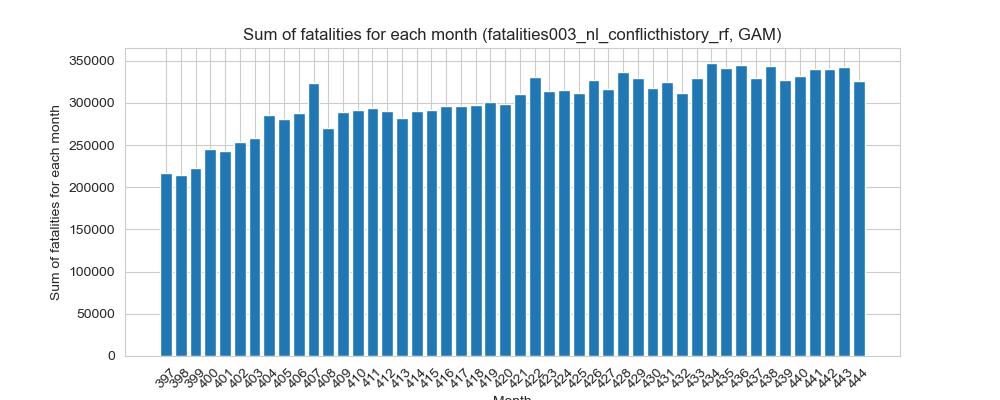 Sum of fatalities for each month (fatalities003_nl_conflicthistory_rf, GAM)
350000
300000
250000
200000
150000
100000
50000
0
Sum of fatalities for each month
397 398 399 400 401 402 403 404 405 406 407 408 409 410 411 412 413 414 415 416 417 418 419 420 421 422 423 424 425 426 427 428 429 430 431 432 433 434 435 436 437 438 439 440 441 442 443 444
Month